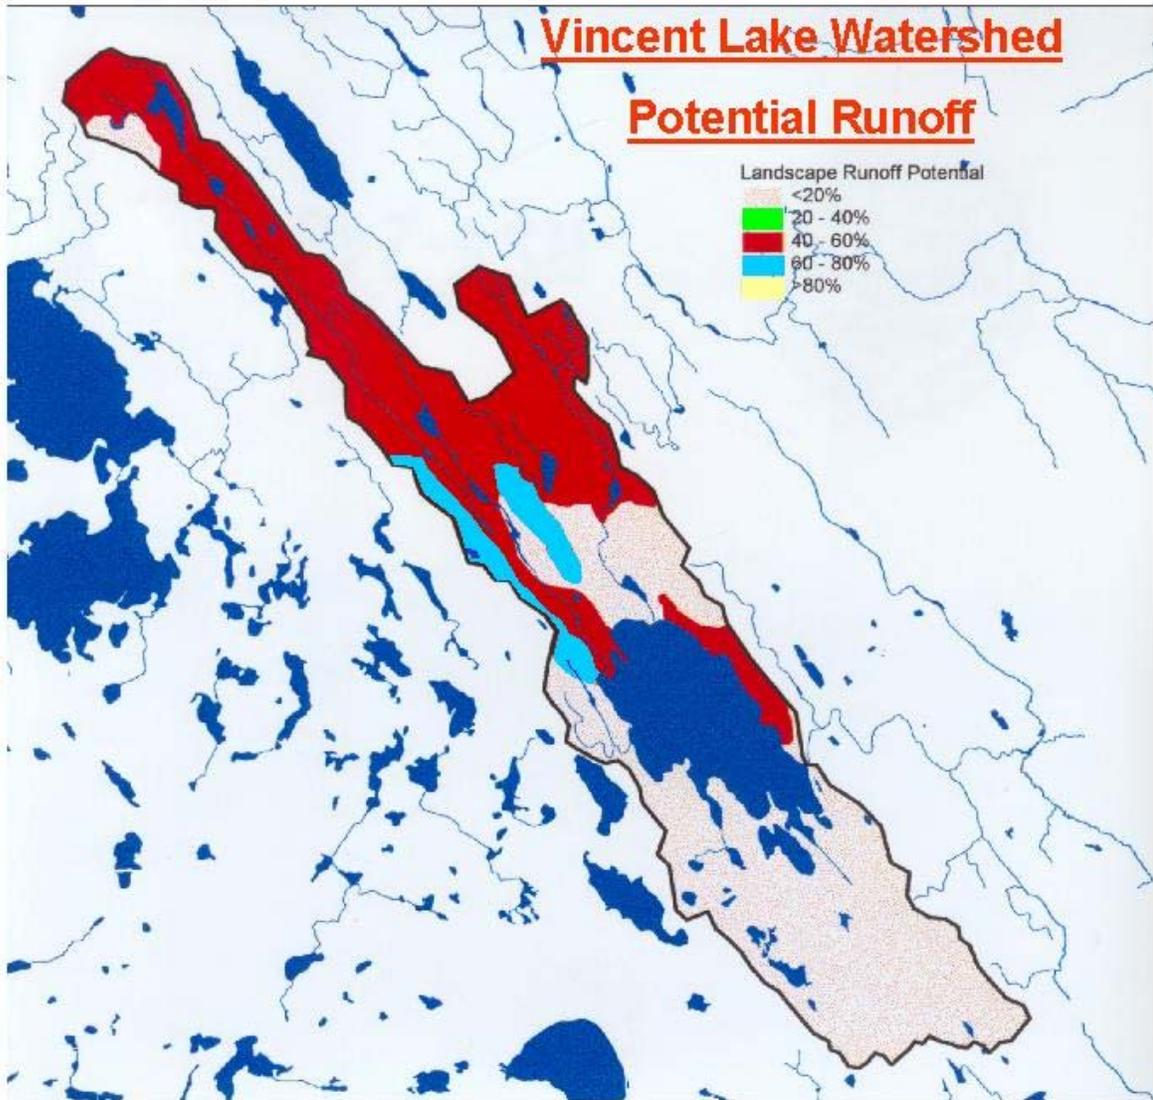 Vincent Lake Watershed
Potential Runoff
Landscape Runoff Potential
<20%
20 - 40%
40 - 60%
60 - 80%
>80%